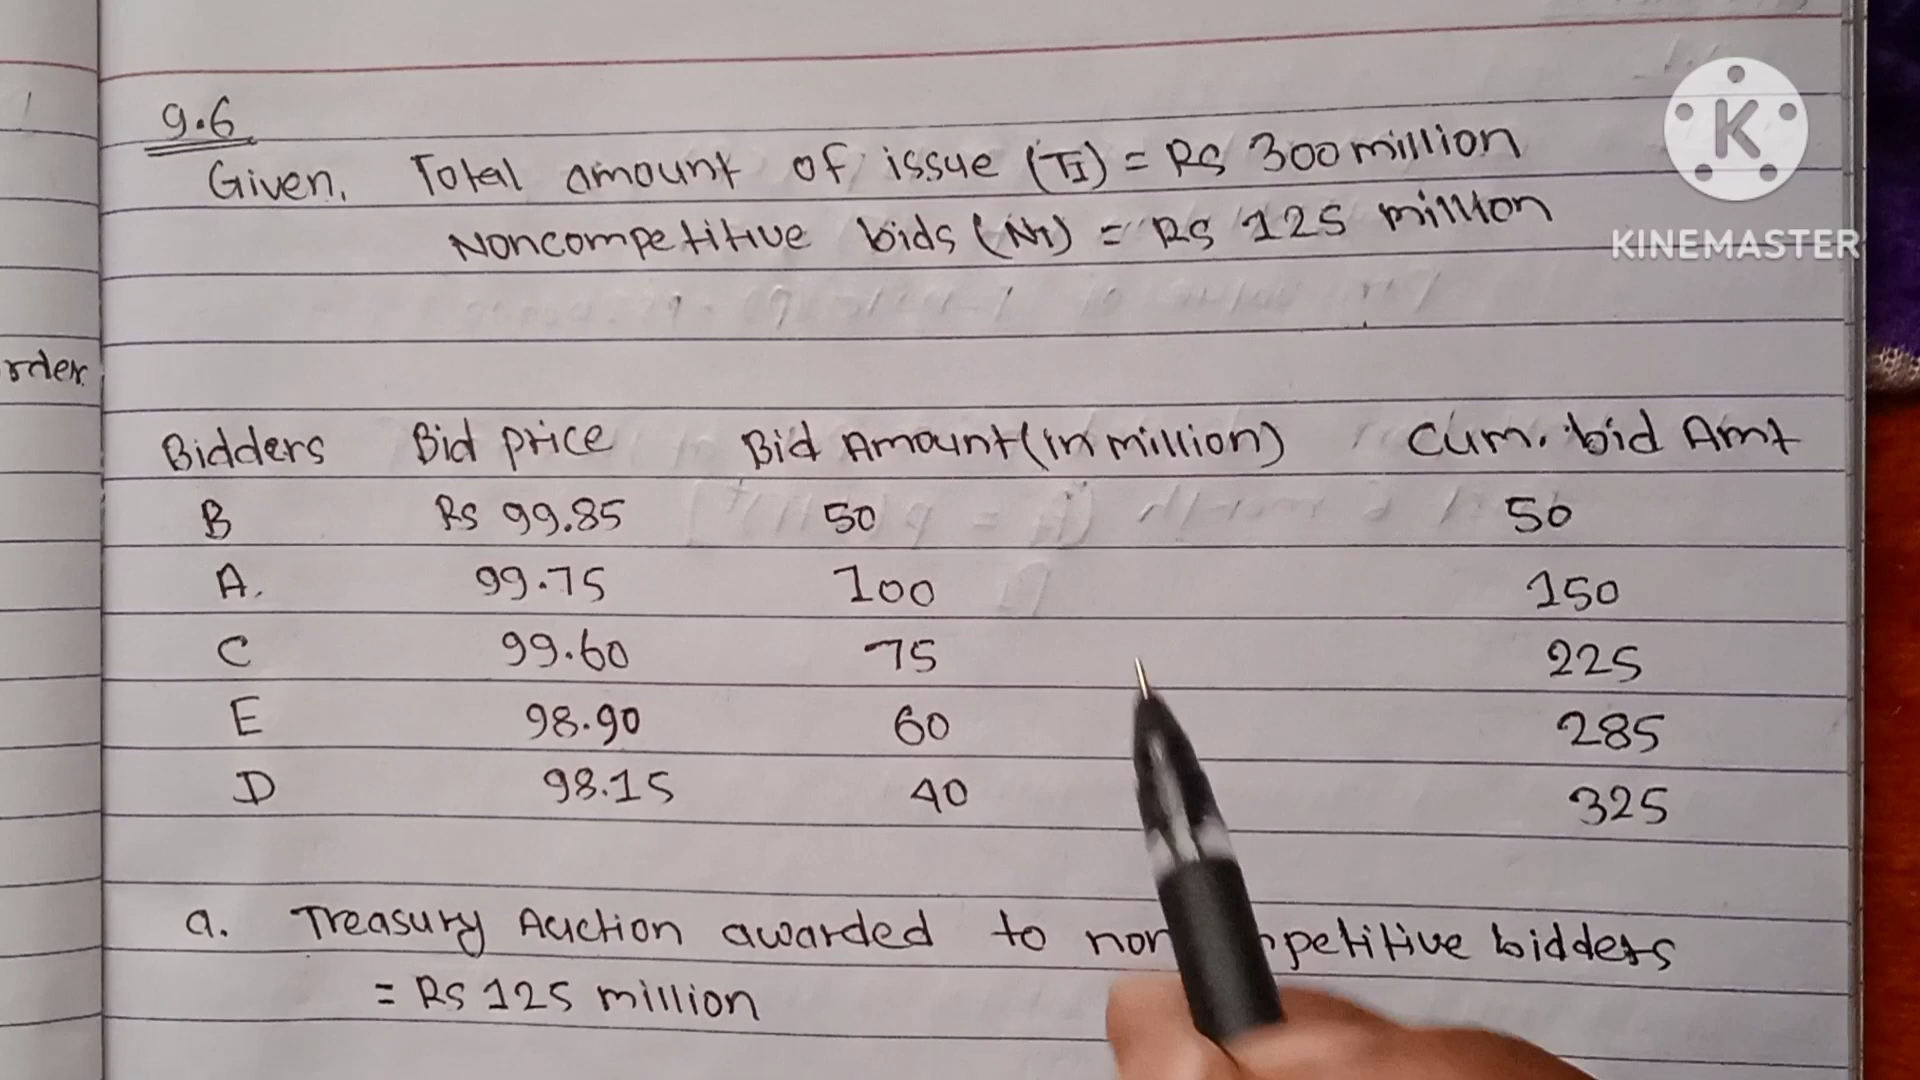 9.6
Given, Total amount of issue (TI) = Rs 300 million
Noncompetitive bids (NI) = Rs 125 million
KINEMASTER
rder.
Bidders Bid price Bid Amount (in million) Cum. bid Amt
B Rs 99.85 50 50
A. 99.75 100 150
C 99.60 75 225
E 98.90 60 285
D 98.15 40 325
a. Treasury Auction awarded to non petitive bidders
= Rs 125 million